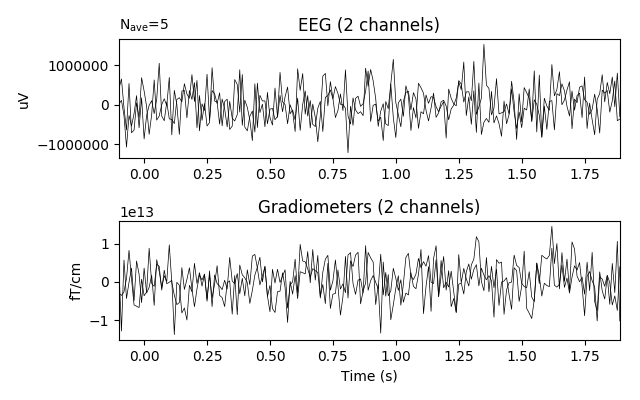 N_ave=5
EEG (2 channels)
1000000
0
−1000000
uV
0.00 0.25 0.50 0.75 1.00 1.25 1.50 1.75
1e13
Gradiometers (2 channels)
1
0
−1
fT/cm
0.00 0.25 0.50 0.75 1.00 1.25 1.50 1.75
Time (s)